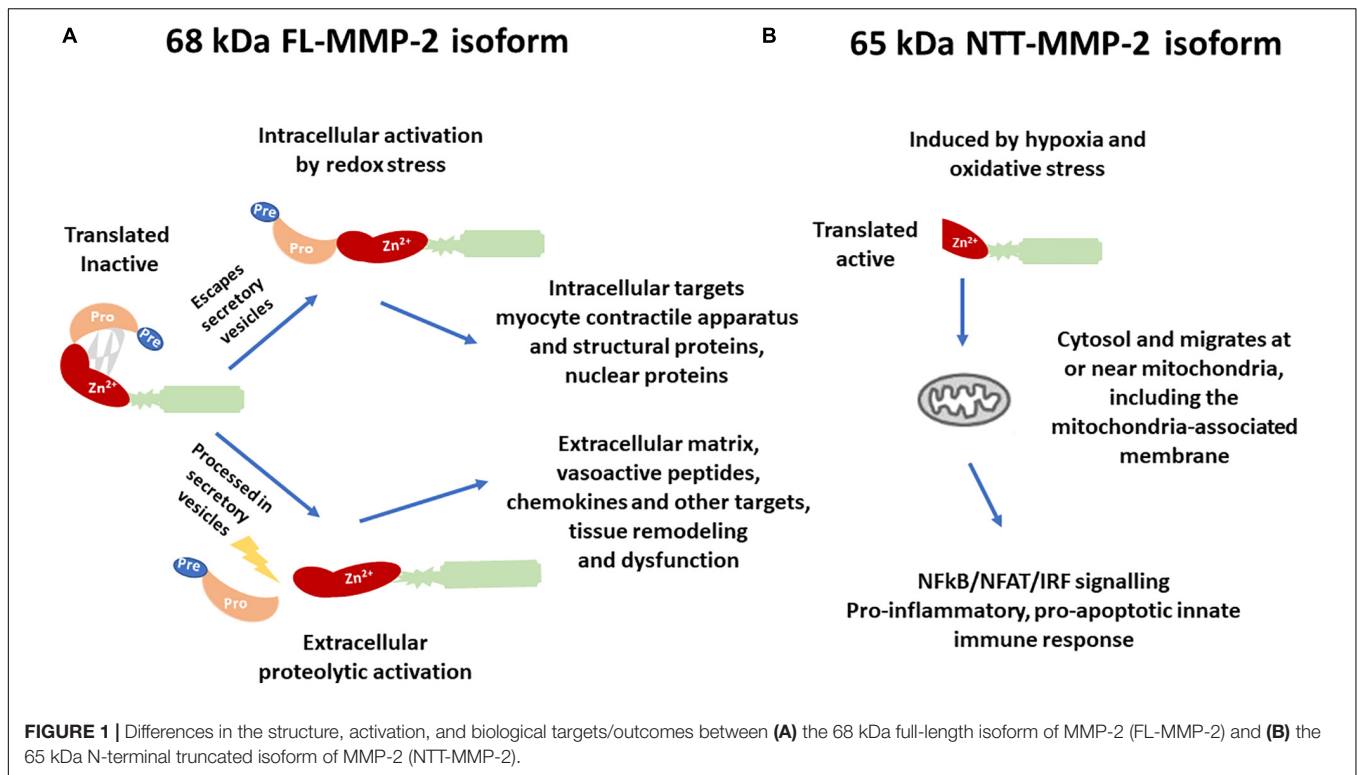 A
68 kDa FL-MMP-2 isoform
Intracellular activation
by redox stress
Pre
Pro
Zn2+
Translated
Inactive
Pro
Pre
Zn2+
Escapes
secretory
vesicles
Intracellular targets
myocyte contractile apparatus
and structural proteins,
nuclear proteins
Processed in
secretory
vesicles
Extracellular matrix,
vasoactive peptides,
chemokines and other targets,
tissue remodeling
and dysfunction
Pre
Pro
Zn2+
Extracellular
proteolytic activation
B
65 kDa NTT-MMP-2 isoform
Induced by hypoxia and
oxidative stress
Translated
active
Zn2+
Cytosol and migrates at
or near mitochondria,
including the
mitochondria-associated
membrane
NFkB/NFAT/IRF signalling
Pro-inflammatory, pro-apoptotic innate
immune response
FIGURE 1 | Differences in the structure, activation, and biological targets/outcomes between (A) the 68 kDa full-length isoform of MMP-2 (FL-MMP-2) and (B) the
65 kDa N-terminal truncated isoform of MMP-2 (NTT-MMP-2).